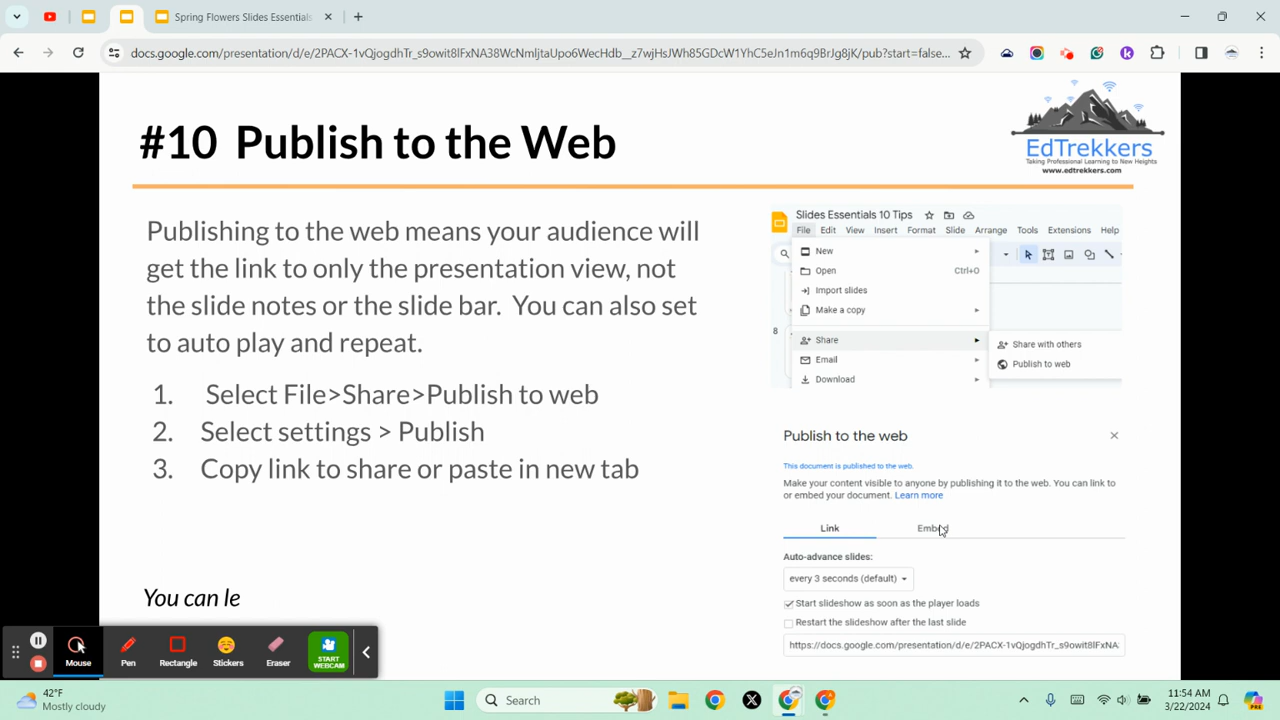 Spring Flowers Slides Essentials
docs.google.com/presentation/d/e/2PACX-1vQjogdhTr_s9owit8lFxNA38WcNmljtaUpo6WecHdb__z7wjHsJWh85GDcW1YhC5eJn1m6q9BrJg8jK/pub?start=false...
#10 Publish to the Web
EdTrekkers
Taking Professional Learning to New Heights
www.edtrekkers.com
Publishing to the web means your audience will
get the link to only the presentation view, not
the slide notes or the slide bar. You can also set
to auto play and repeat.
1. Select File>Share>Publish to web
2. Select settings > Publish
3. Copy link to share or paste in new tab
You can le
Slides Essentials 10 Tips
File Edit View Insert Format Slide Arrange Tools Extensions Help
New
Open Ctrl+O
Import slides
Make a copy
8
Share
Share with others
Email
Publish to web
Download
Publish to the web
This document is published to the web.
Make your content visible to anyone by publishing it to the web. You can link to
or embed your document. Learn more
Link Embed
Auto-advance slides:
every 3 seconds (default)
Start slideshow as soon as the player loads
Restart the slideshow after the last slide
https://docs.google.com/presentation/d/e/2PACX-1vQjogdhTr_s9owit8lFxNA
Mouse Pen Rectangle Stickers Eraser START
WEBCAM
42°F
Mostly cloudy
Search
11:54 AM
3/22/2024
PRE